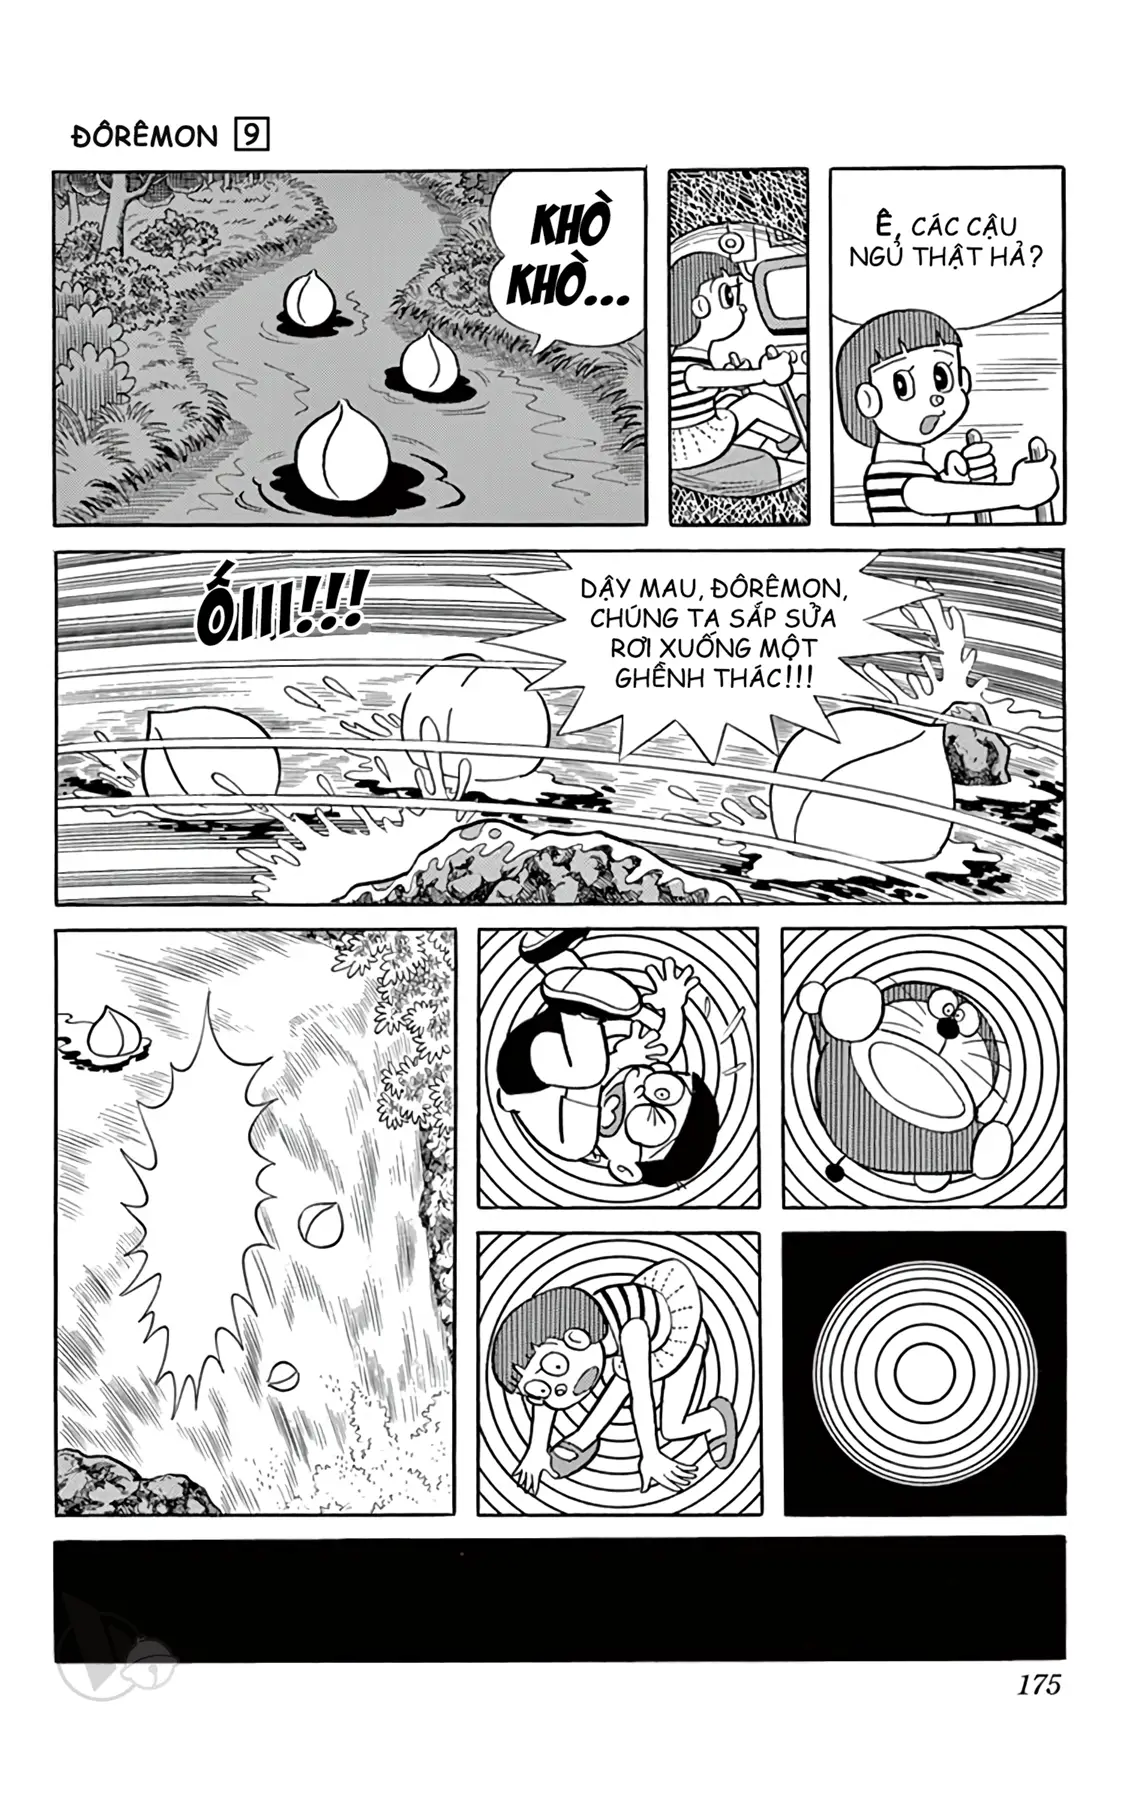 ĐÔRÊMON 9
KHÒ
KHÒ...
Ê, CÁC CẬU
NGỦ THẬT HẢ?
ỐIII!!!
DẬY MAU, ĐÔRÊMON,
CHÚNG TA SẮP SỬA
RƠI XUỐNG MỘT
GHỀNH THÁC!!!
175